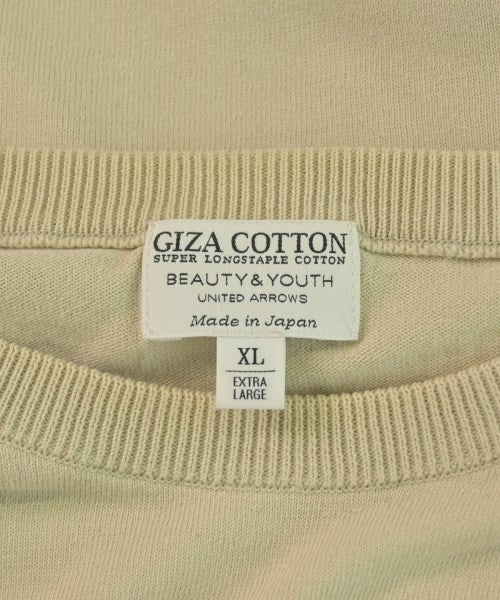 GIZA COTTON
SUPER LONGSTAPLE COTTON
BEAUTY & YOUTH
UNITED ARROWS
Made in Japan
XL
EXTRA
LARGE